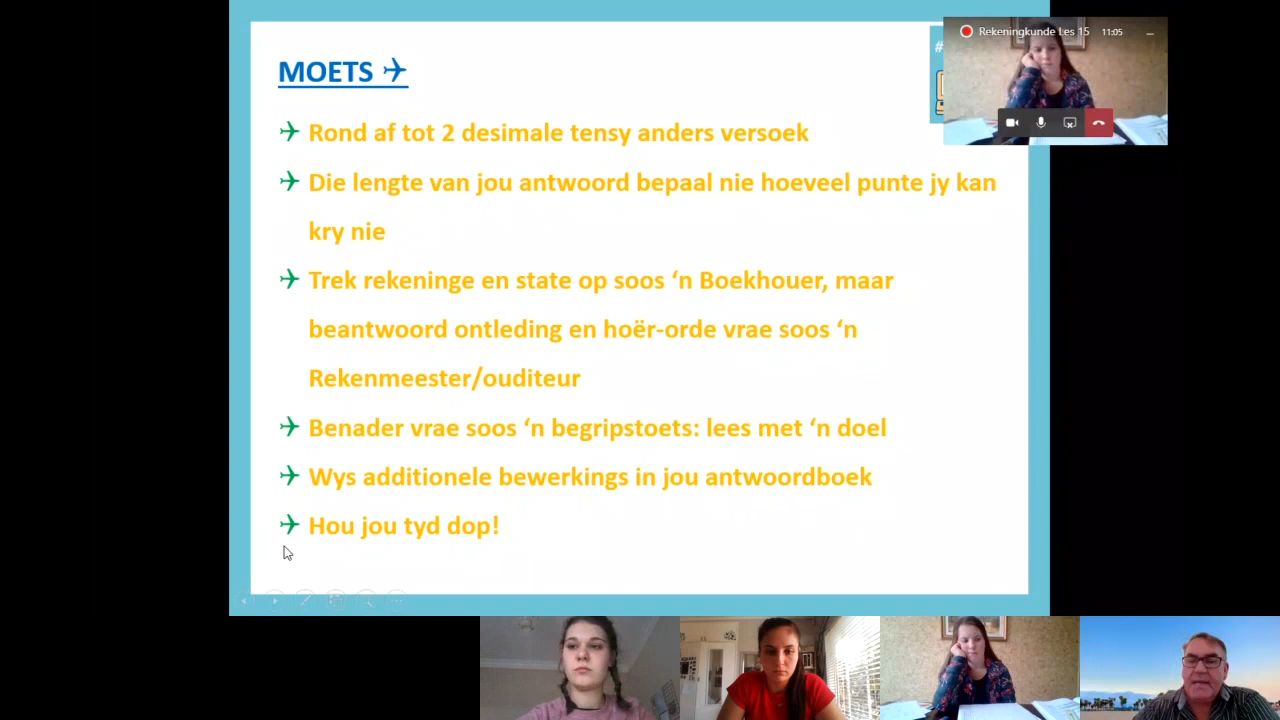 MOETS
Rond af tot 2 desimale tensy anders versoek
Die lengte van jou antwoord bepaal nie hoeveel punte jy kan
kry nie
Trek rekeninge en state op soos ‘n Boekhouer, maar
beantwoord ontleding en hoër-orde vrae soos ‘n
Rekenmeester/ouditeur
Benader vrae soos ‘n begripstoets: lees met ‘n doel
Wys additionele bewerkings in jou antwoordboek
Hou jou tyd dop!
#
Rekeningkunde Les 15 11:05